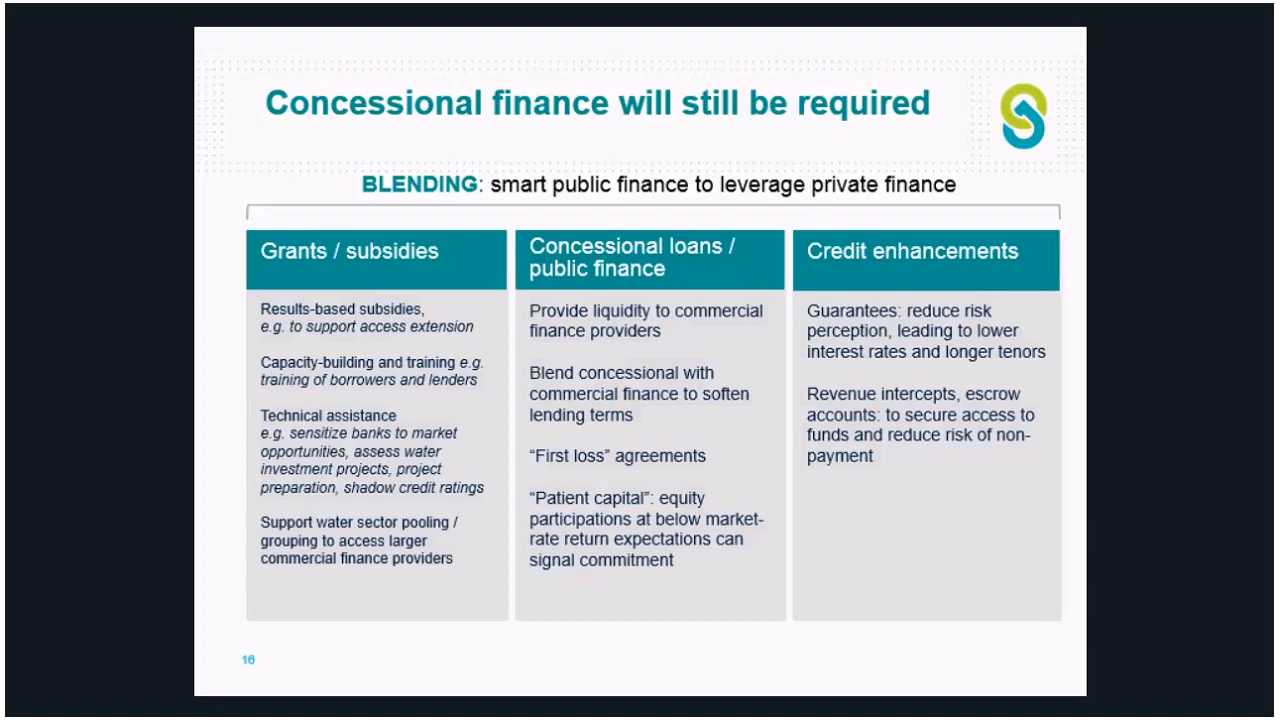 Concessional finance will still be required
BLENDING: smart public finance to leverage private finance
Grants / subsidies
Results-based subsidies,
e.g. to support access extension
Capacity-building and training e.g.
training of borrowers and lenders
Technical assistance
e.g. sensitize banks to market
opportunities, assess water
investment projects, project
preparation, shadow credit ratings
Support water sector pooling /
grouping to access larger
commercial finance providers
Concessional loans /
public finance
Provide liquidity to commercial
finance providers
Blend concessional with
commercial finance to soften
lending terms
“First loss” agreements
“Patient capital”: equity
participations at below market-
rate return expectations can
signal commitment
Credit enhancements
Guarantees: reduce risk
perception, leading to lower
interest rates and longer tenors
Revenue intercepts, escrow
accounts: to secure access to
funds and reduce risk of non-
payment
16